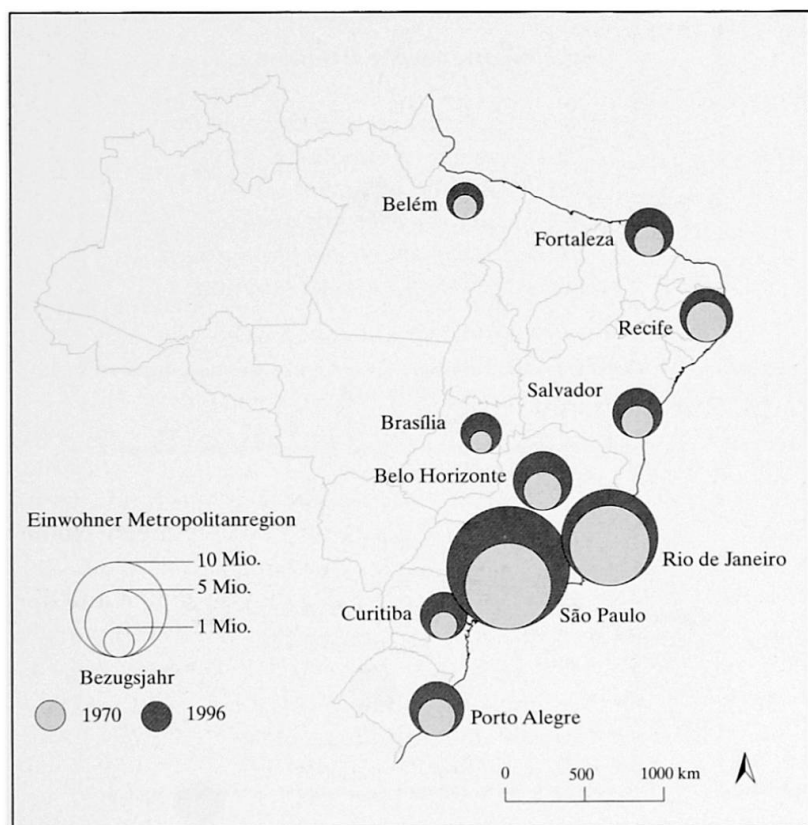 Belém
Fortaleza
Recife
Salvador
Brasília
Belo Horizonte
Einwohner Metropolitanregion
10 Mio.
5 Mio.
1 Mio.
Rio de Janeiro
Curitiba
São Paulo
Bezugsjahr
1970 1996
Porto Alegre
0 500 1000 km